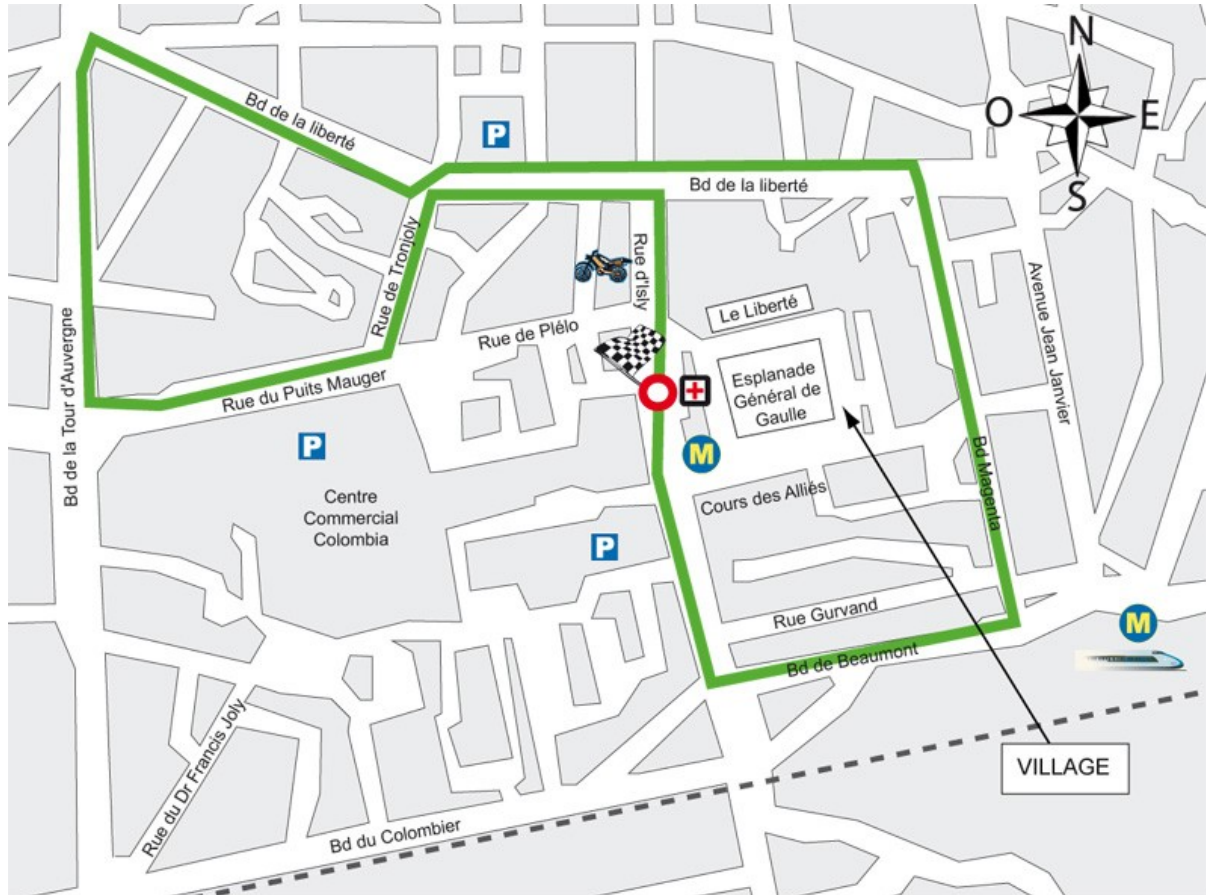 N
O
E
S
Bd de la liberté
P
Bd de la liberté
Rue de Tronjoly
Rue d'Isly
Avenue Jean Janvier
Le Liberté
Rue de Plélo
Bd de la Tour d'Auvergne
Rue du Puits Mauger
Esplanade
Général de
Gaulle
P
M
Bd Magenta
Centre
Commercial
Colombia
Cours des Alliés
P
Rue Gurvand
M
Bd de Beaumont
Rue du Dr Francis Joly
VILLAGE
Bd du Colombier